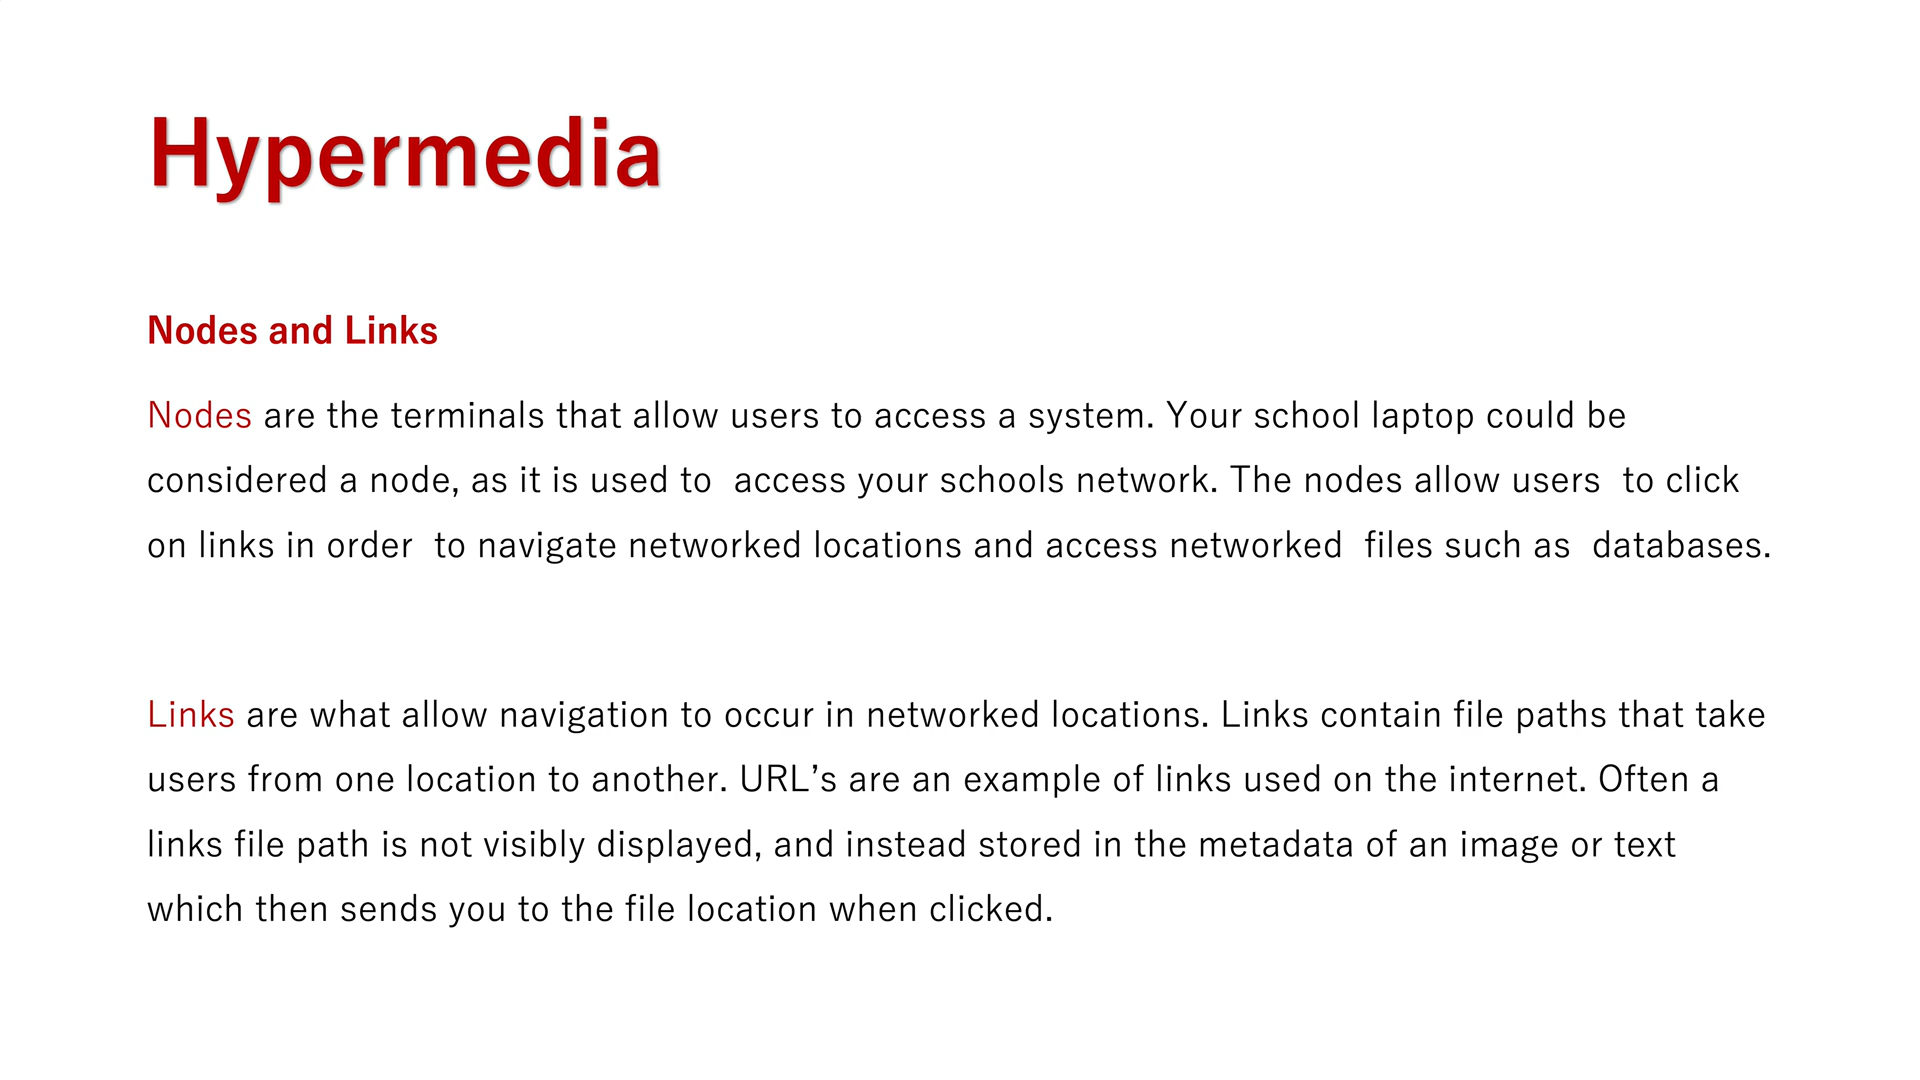 Hypermedia
Nodes and Links
Nodes are the terminals that allow users to access a system. Your school laptop could be
considered a node, as it is used to  access your schools network. The nodes allow users  to click
on links in order  to navigate networked locations and access networked  files such as  databases.
Links are what allow navigation to occur in networked locations. Links contain file paths that take
users from one location to another. URL’s are an example of links used on the internet. Often a
links file path is not visibly displayed, and instead stored in the metadata of an image or text
which then sends you to the file location when clicked.